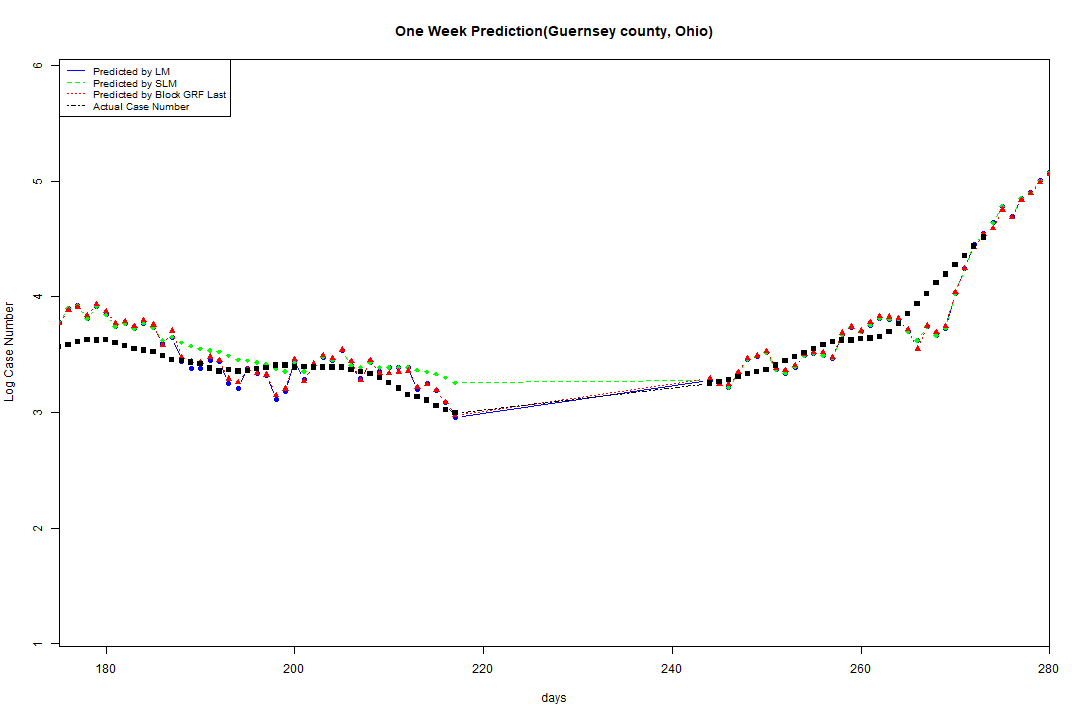 One Week Prediction(Guernsey county, Ohio)
Predicted by LM
Predicted by SLM
Predicted by Block GRF Last
Actual Case Number
6
5
4
3
2
1
Log Case Number
180 200 220 240 260 280
days